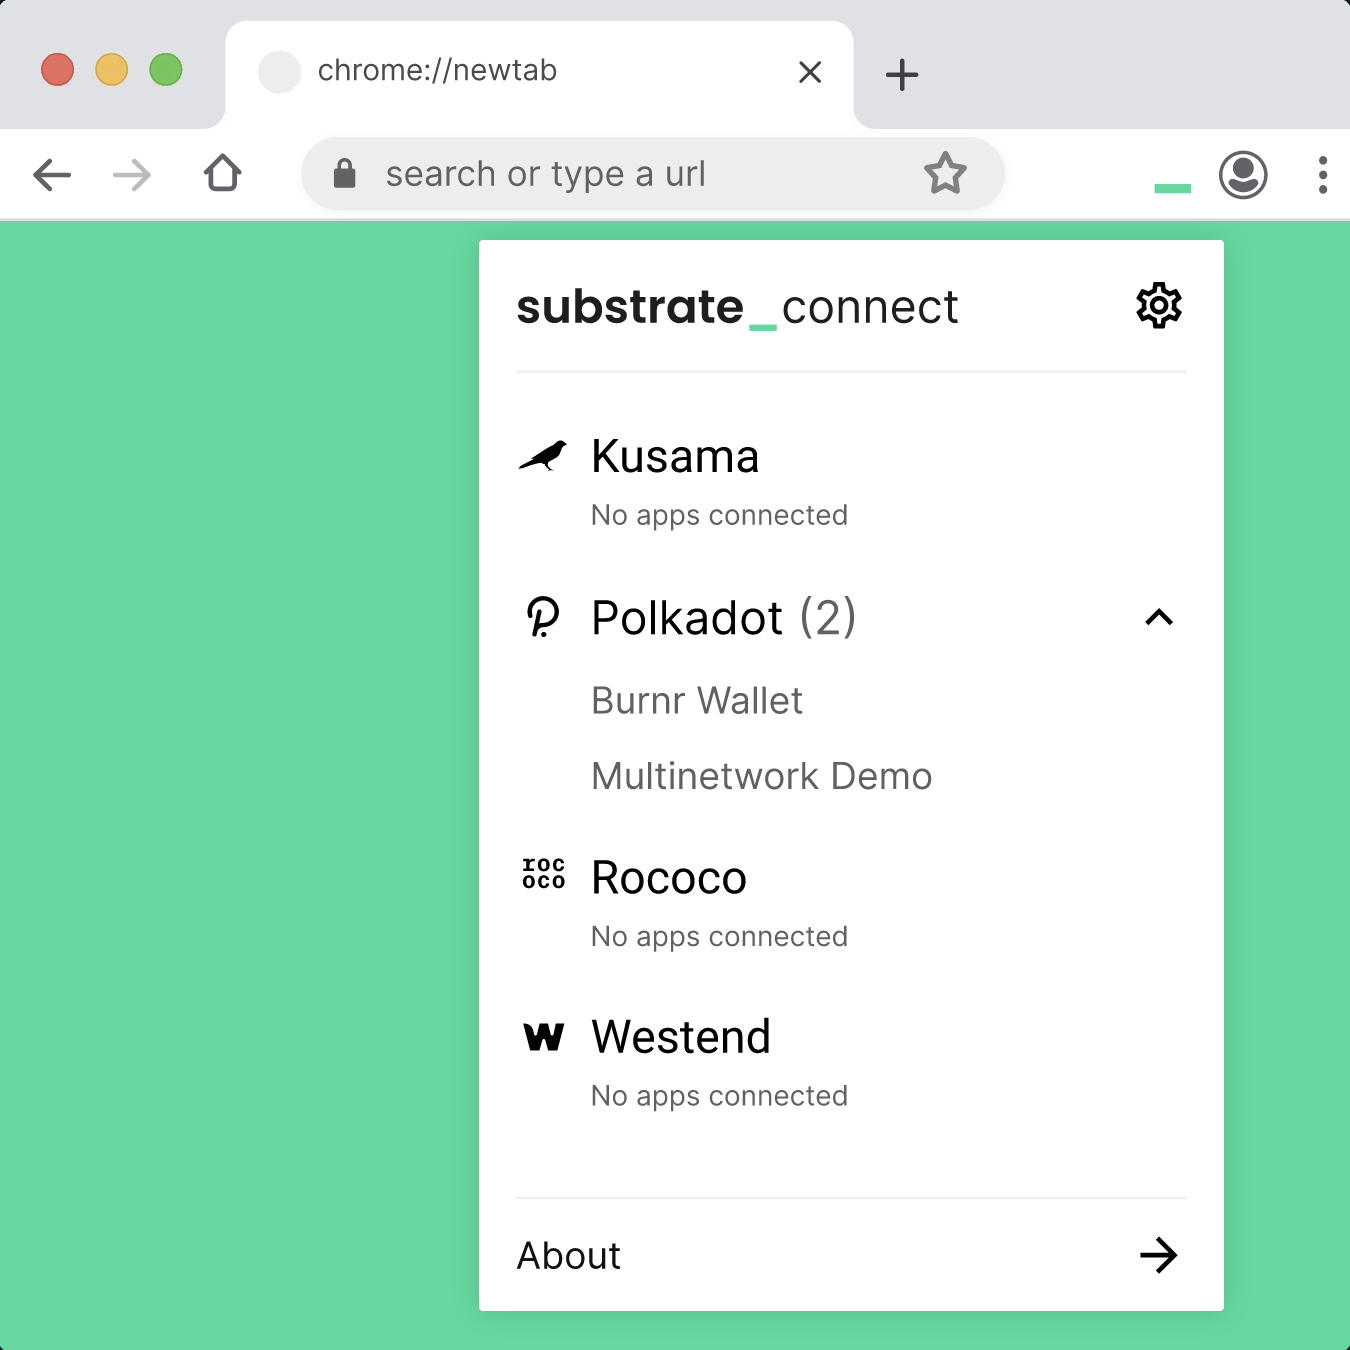 chrome://newtab
search or type a url
substrate_connect
Kusama
No apps connected
Polkadot (2)
Burnr Wallet
Multinetwork Demo
roc
oco
Rococo
No apps connected
W
Westend
No apps connected
About